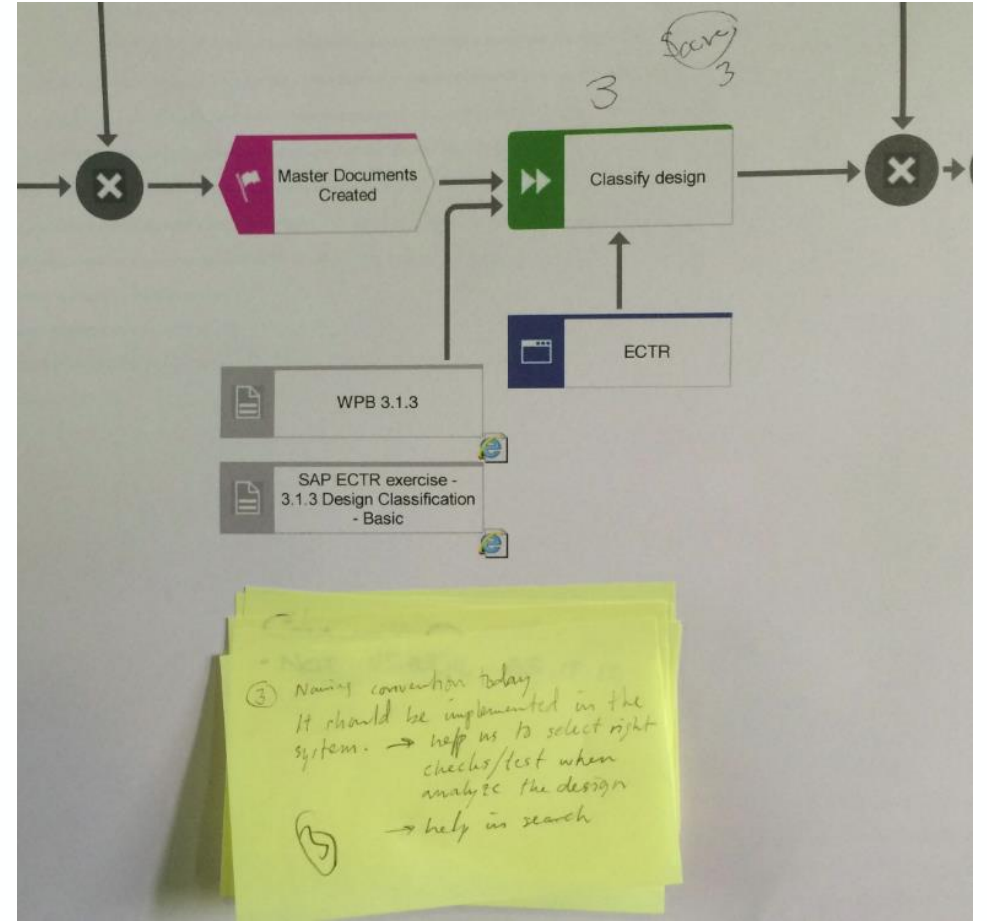 3
3
Master Documents
Created
Classify design
ECTR
WPB 3.1.3
SAP ECTR exercise -
3.1.3 Design Classification
- Basic
③ Naming convention today
It should be implemented in the
system. → help us to select right
checks/test when
analyze the design
→ help in search